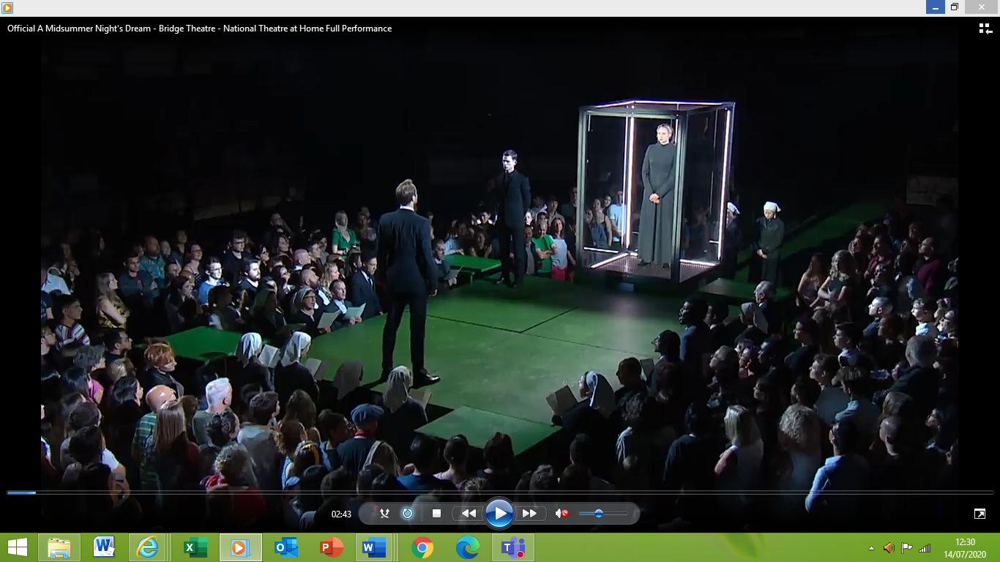 Official A Midsummer Night's Dream - Bridge Theatre - National Theatre at Home Full Performance
02:43
12:30
14/07/2020